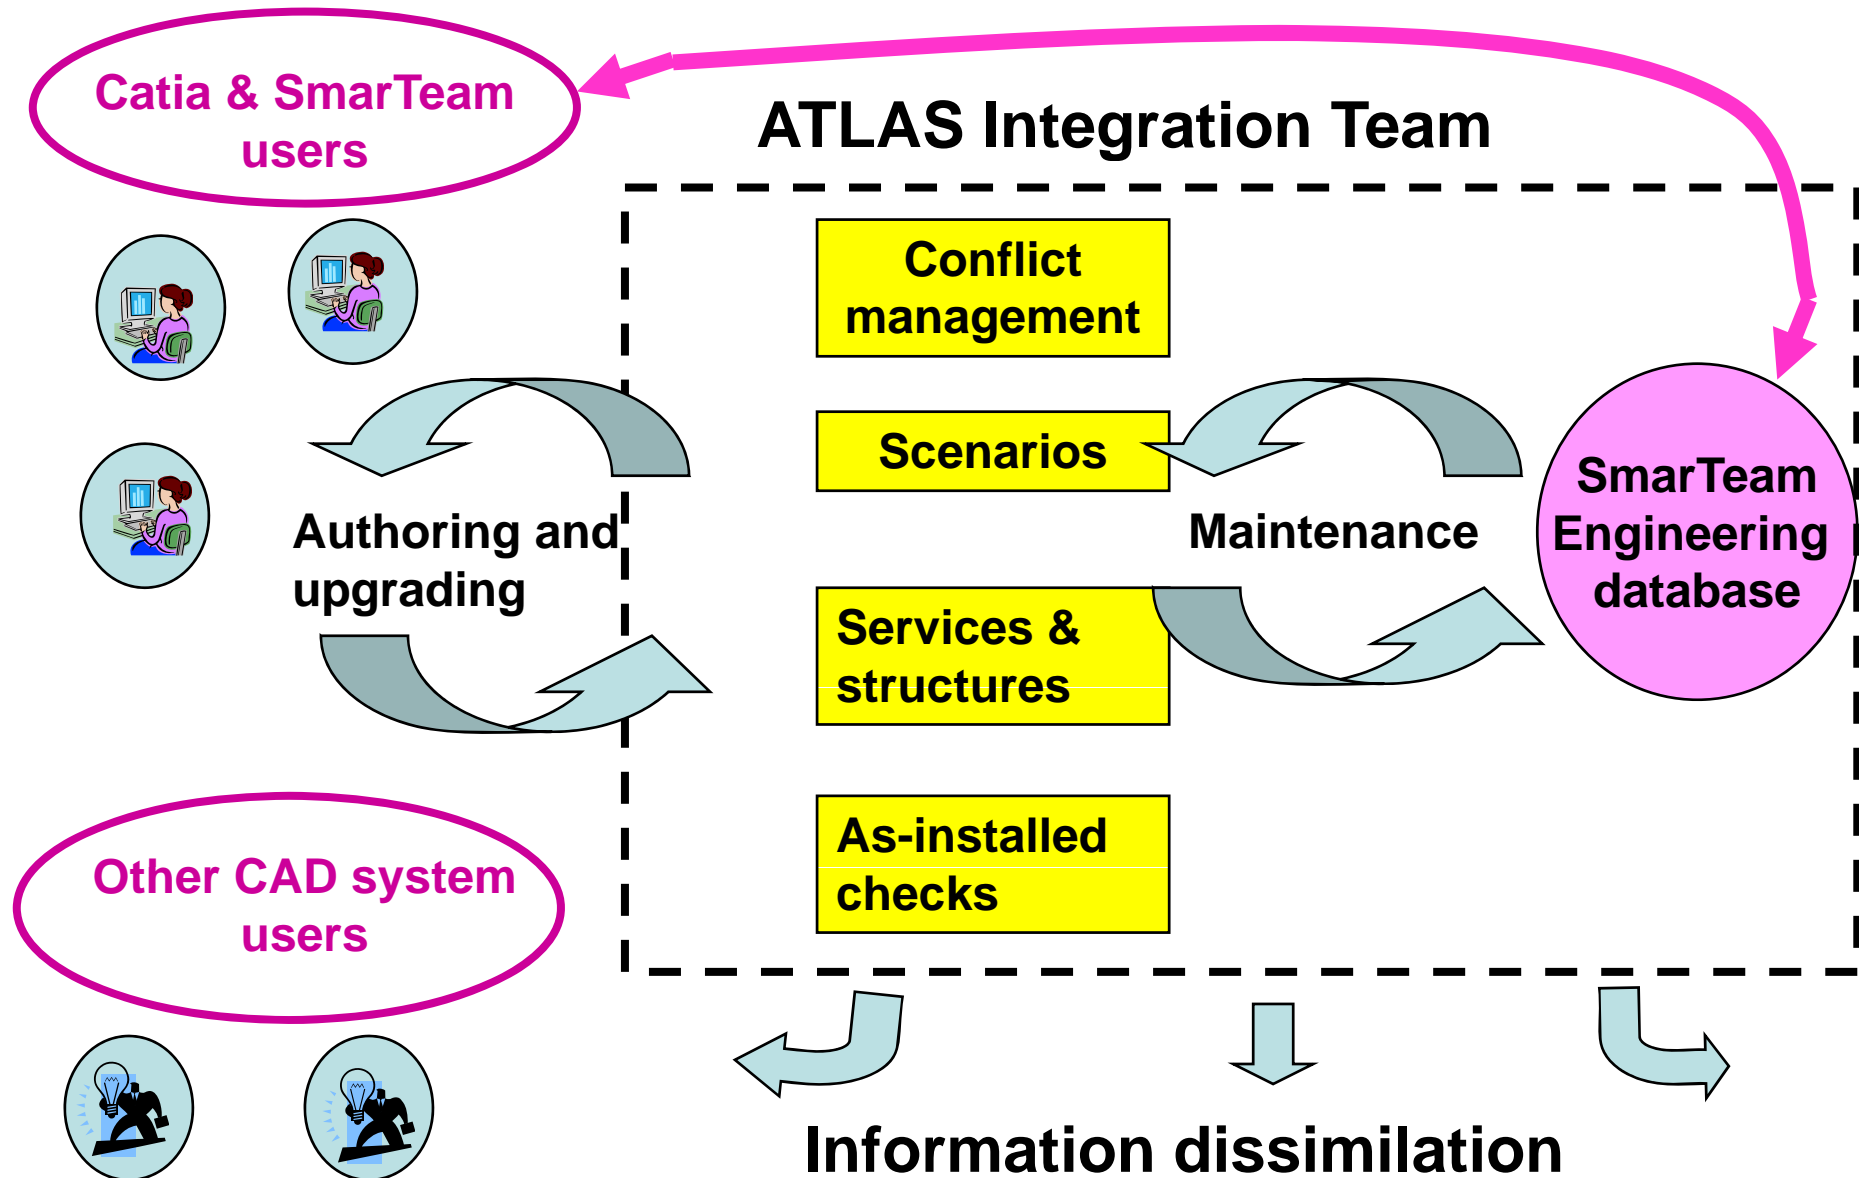 Catia & SmarTeam
users
ATLAS Integration Team
Conflict
management
Scenarios
SmarTeam
Engineering
database
Authoring and
upgrading
Maintenance
Services &
structures
As-installed
checks
Other CAD system
users
Information dissimilation